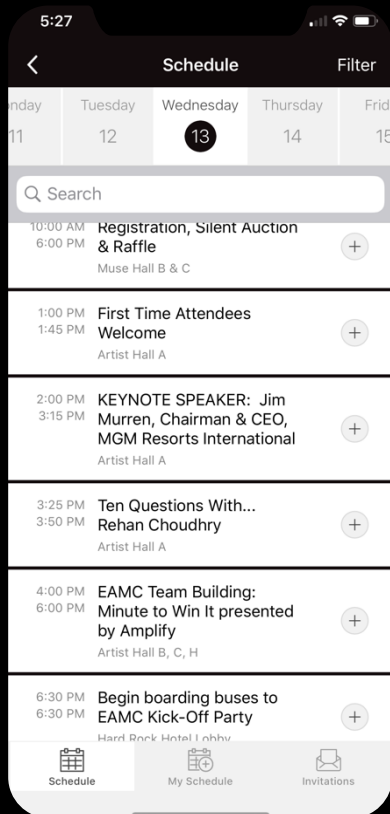 5:27
Schedule
Filter
nday
Tuesday
Wednesday
Thursday
Frid
11
12
13
14
15
Search
10:00 AM
6:00 PM
Registration, Silent Auction
& Raffle
Muse Hall B & C
1:00 PM
1:45 PM
First Time Attendees
Welcome
Artist Hall A
2:00 PM
3:15 PM
KEYNOTE SPEAKER: Jim
Murren, Chairman & CEO,
MGM Resorts International
Artist Hall A
3:25 PM
3:50 PM
Ten Questions With...
Rehan Choudhry
Artist Hall A
4:00 PM
6:00 PM
EAMC Team Building:
Minute to Win It presented
by Amplify
Artist Hall B, C, H
6:30 PM
6:30 PM
Begin boarding buses to
EAMC Kick-Off Party
Hard Rock Hotel Lobby
Schedule
My Schedule
Invitations